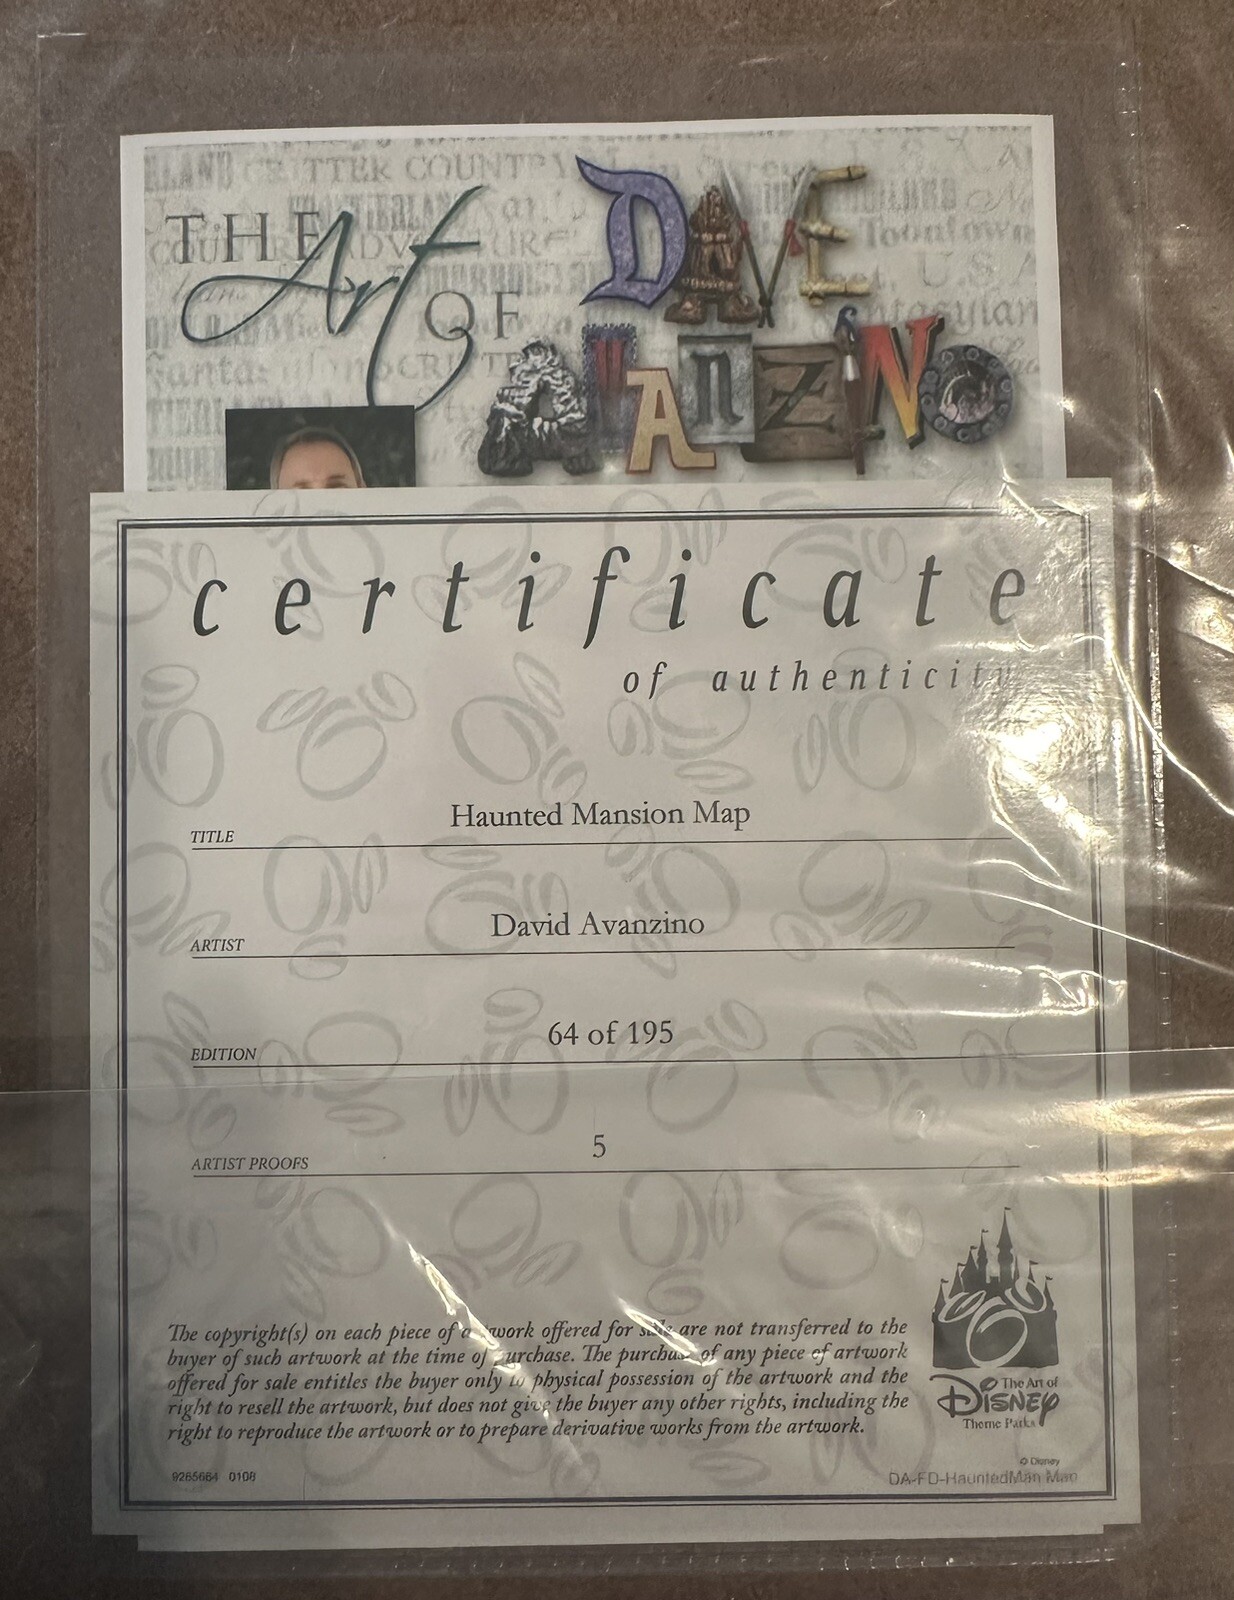 CRITTER COUNTRY
THE Art OF
DAVE
AVANZINO
Toontown
U.S.A
certificate
of authenticity
Haunted Mansion Map
TITLE
David Avanzino
ARTIST
64 of 195
EDITION
5
ARTIST PROOFS
The copyright(s) on each piece of artwork offered for sale are not transferred to the
buyer of such artwork at the time of purchase. The purchase of any piece of artwork
offered for sale entitles the buyer only to physical possession of the artwork and the
right to resell the artwork, but does not give the buyer any other rights, including the
right to reproduce the artwork or to prepare derivative works from the artwork.
The Art of
Disney
Theme Parks
© Disney
9265664 0108
DA-FD-HauntedMan Map